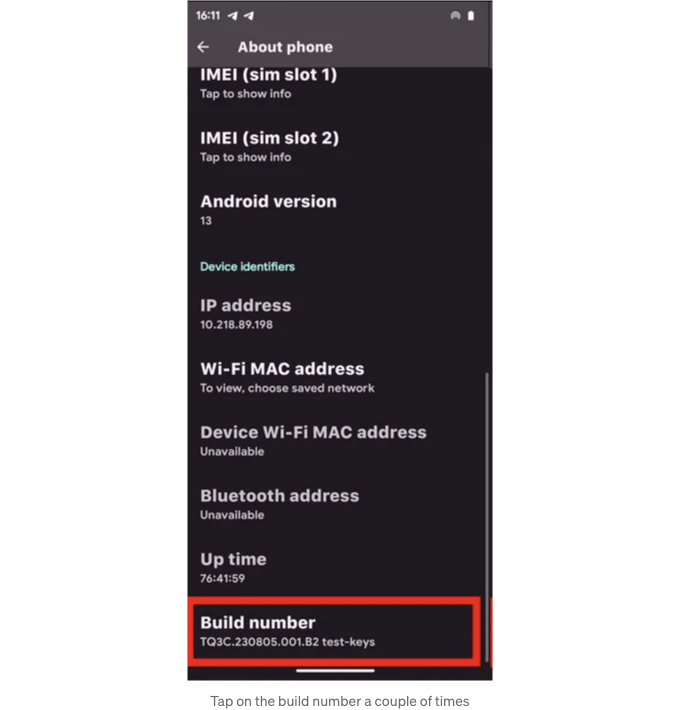 16:11
About phone
IMEI (sim slot 1)
Tap to show info
IMEI (sim slot 2)
Tap to show info
Android version
13
Device identifiers
IP address
10.218.89.198
Wi-Fi MAC address
To view, choose saved network
Device Wi-Fi MAC address
Unavailable
Bluetooth address
Unavailable
Up time
76:41:59
Build number
TQ3C.230805.001.B2 test-keys
Tap on the build number a couple of times